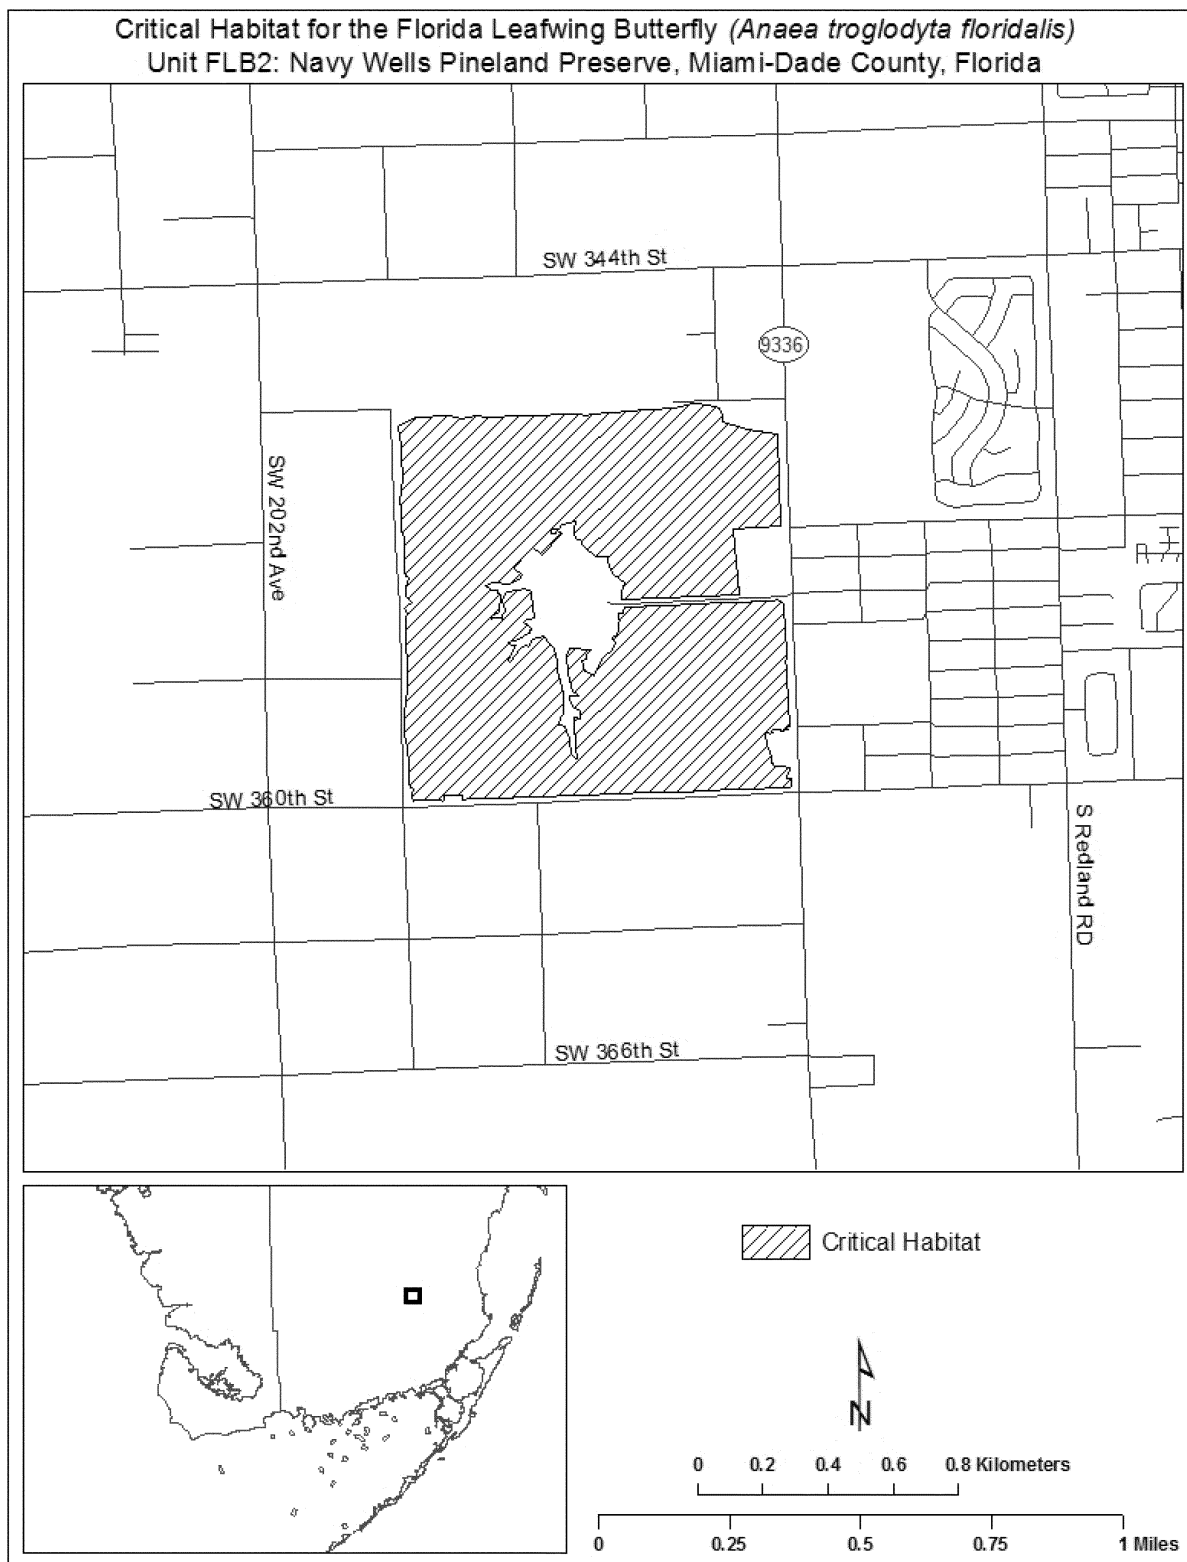 Critical Habitat for the Florida Leafwing Butterfly (Anaea troglodyta floridalis)
Unit FLB2: Navy Wells Pineland Preserve, Miami-Dade County, Florida
SW 344th St
9336
SW 202nd Ave
SW 360th St
S Redland RD
SW 366th St
Critical Habitat
N
0 0.2 0.4 0.6 0.8 Kilometers
0 0.25 0.5 0.75 1 Miles